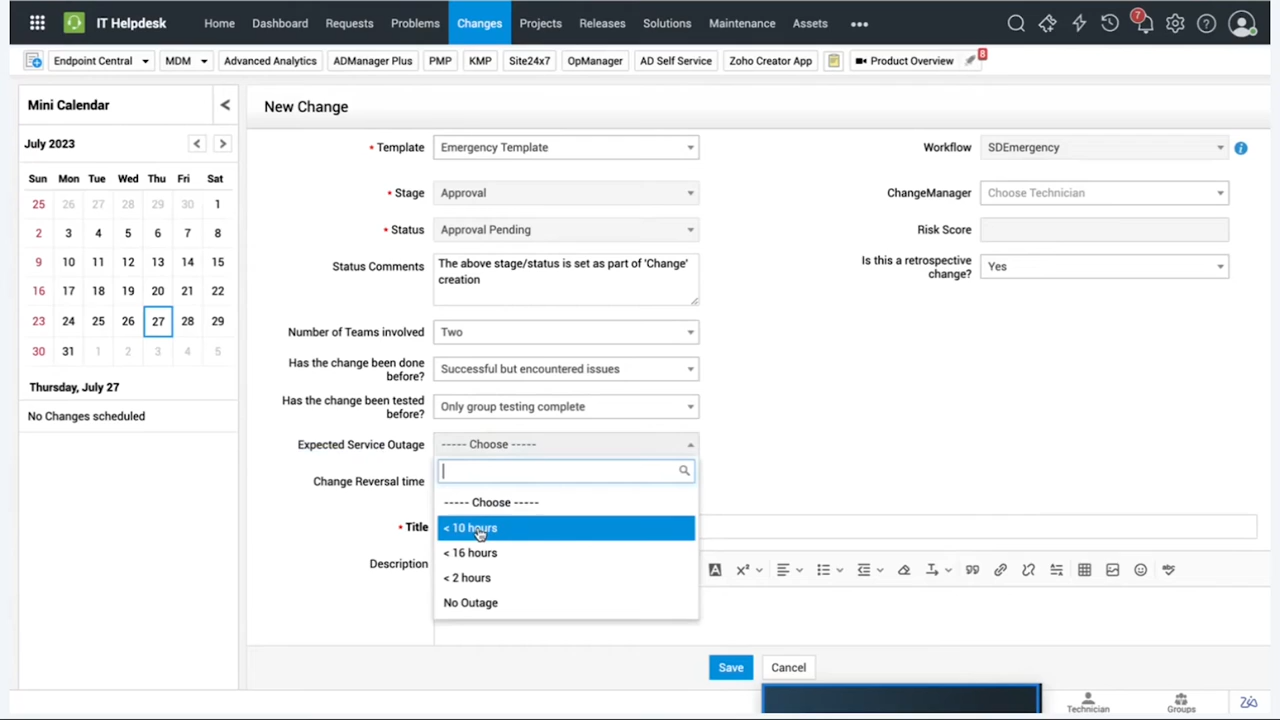 IT Helpdesk Home Dashboard Requests Problems Changes Projects Releases Solutions Maintenance Assets ••• 7
Endpoint Central MDM Advanced Analytics ADManager Plus PMP KMP Site24x7 OpManager AD Self Service Zoho Creator App Product Overview 8
Mini Calendar
July 2023
Sun Mon Tue Wed Thu Fri Sat
25 26 27 28 29 30 1
2 3 4 5 6 7 8
9 10 11 12 13 14 15
16 17 18 19 20 21 22
23 24 25 26 27 28 29
30 31 1 2 3 4 5
Thursday, July 27
No Changes scheduled
New Change
* Template Emergency Template
Workflow SDEmergency
* Stage Approval
ChangeManager Choose Technician
* Status Approval Pending
Risk Score
Status Comments The above stage/status is set as part of 'Change'
creation
Is this a retrospective
change? Yes
Number of Teams involved Two
Has the change been done
before? Successful but encountered issues
Has the change been tested
before? Only group testing complete
Expected Service Outage ----- Choose -----
Change Reversal time
----- Choose -----
< 10 hours
< 16 hours
< 2 hours
No Outage
* Title
Description
Save Cancel
Technician Groups